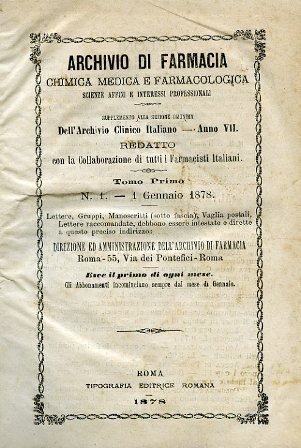 ARCHIVIO DI FARMACIA
CHIMICA MEDICA E FARMACOLOGICA
SCIENZE AFFINI E INTERESSI PROFESSIONALI
SUPPLEMENTO ALLA EDIZIONE
Dell'Archivio Clinico Italiano — Anno VII.
REDATTO
con la Collaborazione di tutti i Farmacisti Italiani.
Tomo Primo
N. 1. — 1 Gennaio 1878.
Lettere, Gruppi, Manoscritti (sotto fascia), Vaglia postali,
Lettere raccomandate, debbono essere intestate e dirette
a questo preciso indirizzo:
DIREZIONE ED AMMINISTRAZIONE DELL'ARCHIVIO DI FARMACIA
Roma-55, Via dei Pontefici-Roma
Esce il primo di ogni mese.
Gli Abbonamenti incominciano sempre dal mese di Gennaio.
ROMA
TIPOGRAFIA EDITRICE ROMANA
1878